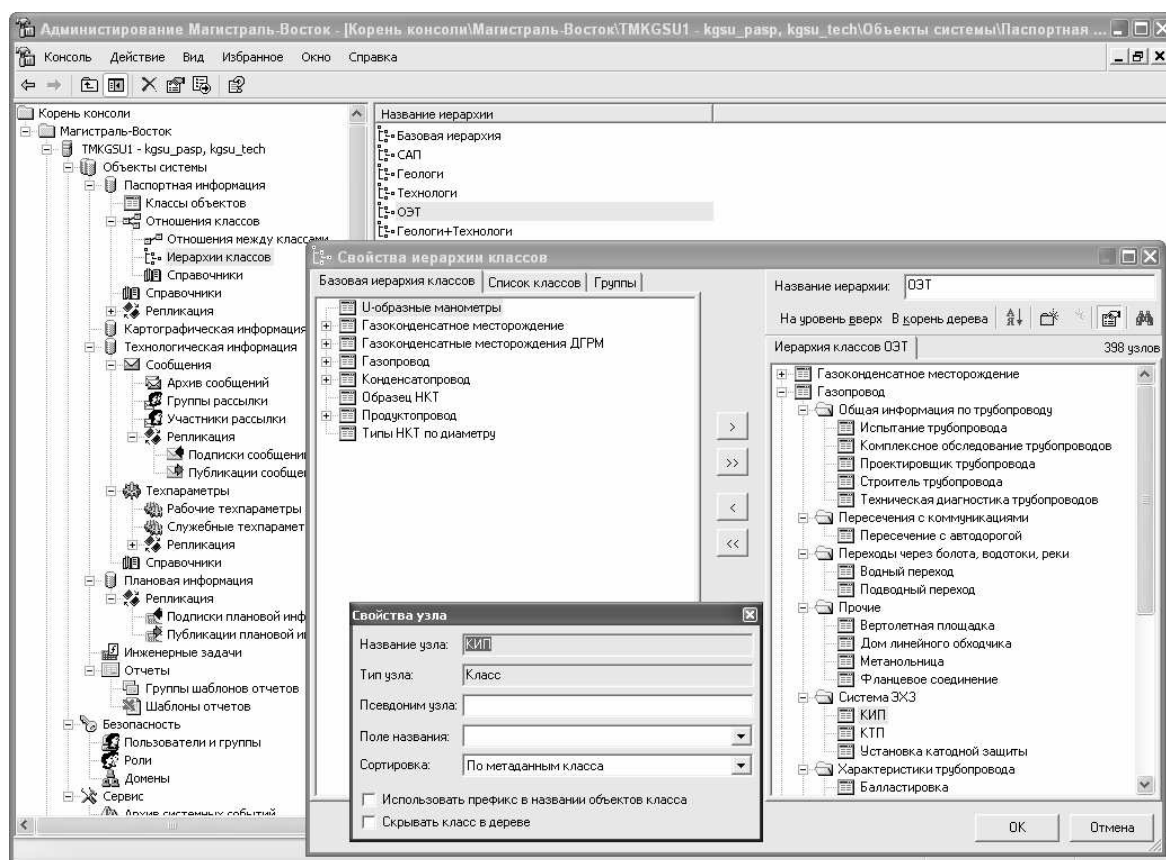 Администрирование Магистраль-Восток - [Корень консоли\Магистраль-Восток\TMKGSU1 - kgsu_pasp, kgsu_tech\Объекты системы\Паспортная ...
Консоль Действие Вид Избранное Окно Справка
Корень консоли
Магистраль-Восток
TMKGSU1 - kgsu_pasp, kgsu_tech
Объекты системы
Паспортная информация
Классы объектов
Отношения классов
Отношения между классами
Иерархии классов
Справочники
Справочники
Репликация
Картографическая информация
Технологическая информация
Сообщения
Архив сообщений
Группы рассылки
Участники рассылки
Репликация
Подписки сообщени
Публикации сообще
Техпараметры
Рабочие техпараметры
Служебные техпарамет
Репликация
Справочники
Плановая информация
Репликация
Подписки плановой инф
Публикации плановой и
Инженерные задачи
Отчеты
Группы шаблонов отчетов
Шаблоны отчетов
Безопасность
Пользователи и группы
Роли
Домены
Сервис
Архив системных событий
Название иерархии
Базовая иерархия
САП
Геологи
Технологи
ОЭТ
Геологи+Технологи
Свойства иерархии классов
Базовая иерархия классов Список классов Группы
U-образные манометры
Газоконденсатное месторождение
Газоконденсатные месторождения ДГРМ
Газопровод
Конденсатопровод
Образец НКТ
Продуктопровод
Типы НКТ по диаметру
>
>>
<
<<
Название иерархии: ОЭТ
На уровень вверх В корень дерева
Иерархия классов ОЭТ 398 узлов
Газоконденсатное месторождение
Газопровод
Общая информация по трубопроводу
Испытание трубопровода
Комплексное обследование трубопроводов
Проектировщик трубопровода
Строитель трубопровода
Техническая диагностика трубопроводов
Пересечения с коммуникациями
Пересечение с автодорогой
Переходы через болота, водотоки, реки
Водный переход
Подводный переход
Прочие
Вертолетная площадка
Дом линейного обходчика
Метанольница
Фланцевое соединение
Система ЭХЗ
КИП
КТП
Установка катодной защиты
Характеристики трубопровода
Балластировка
Свойства узла
Название узла: КИП
Тип узла: Класс
Псевдоним узла:
Поле названия:
Сортировка: По метаданным класса
Использовать префикс в названии объектов класса
Скрывать класс в дереве
OK Отмена